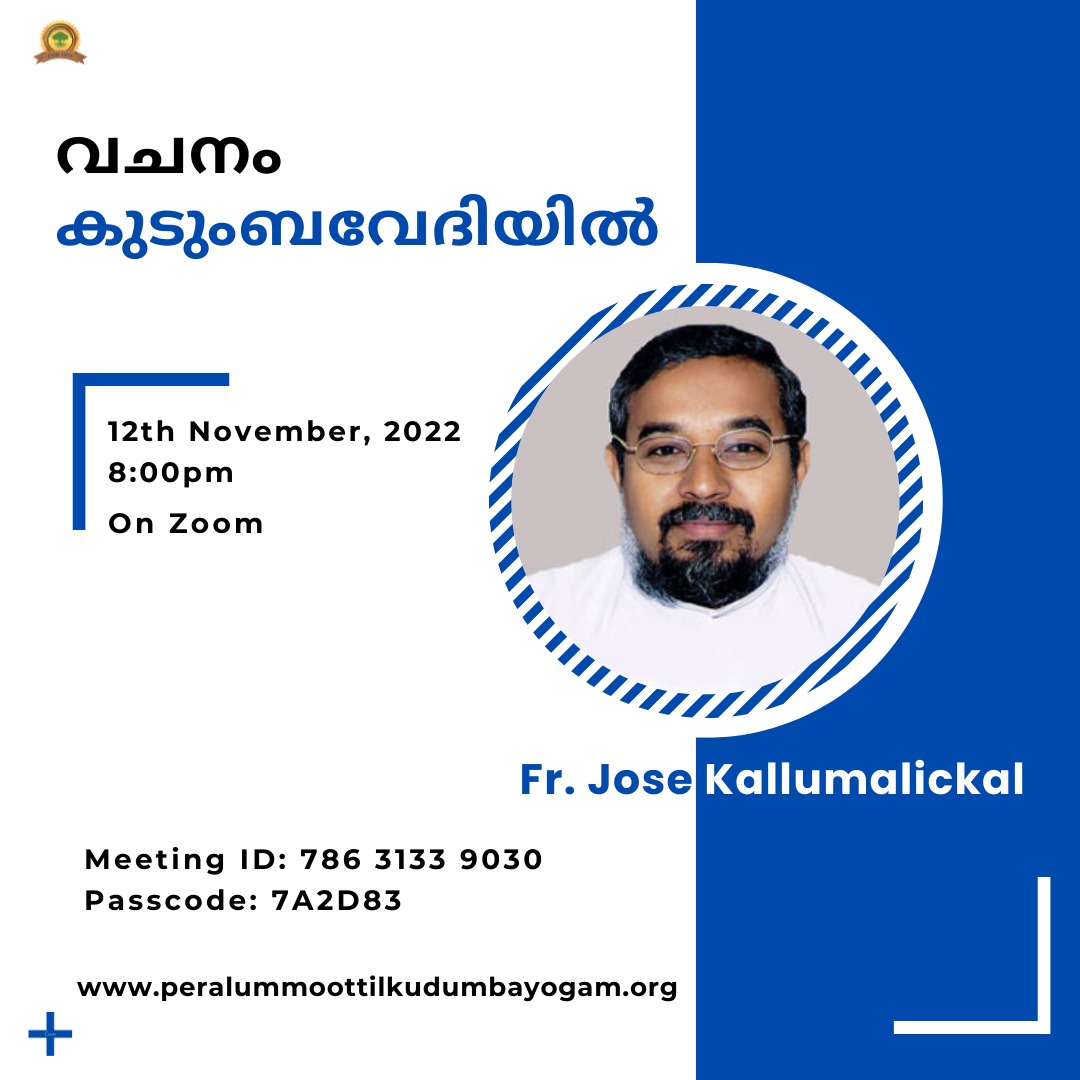 വചനം
കുടുംബവേദിയിൽ
12th November, 2022
8:00pm
On Zoom
Fr. Jose Kallumalickal
Meeting ID: 786 3133 9030
Passcode: 7A2D83
www.peralummoottilkudumbayogam.org